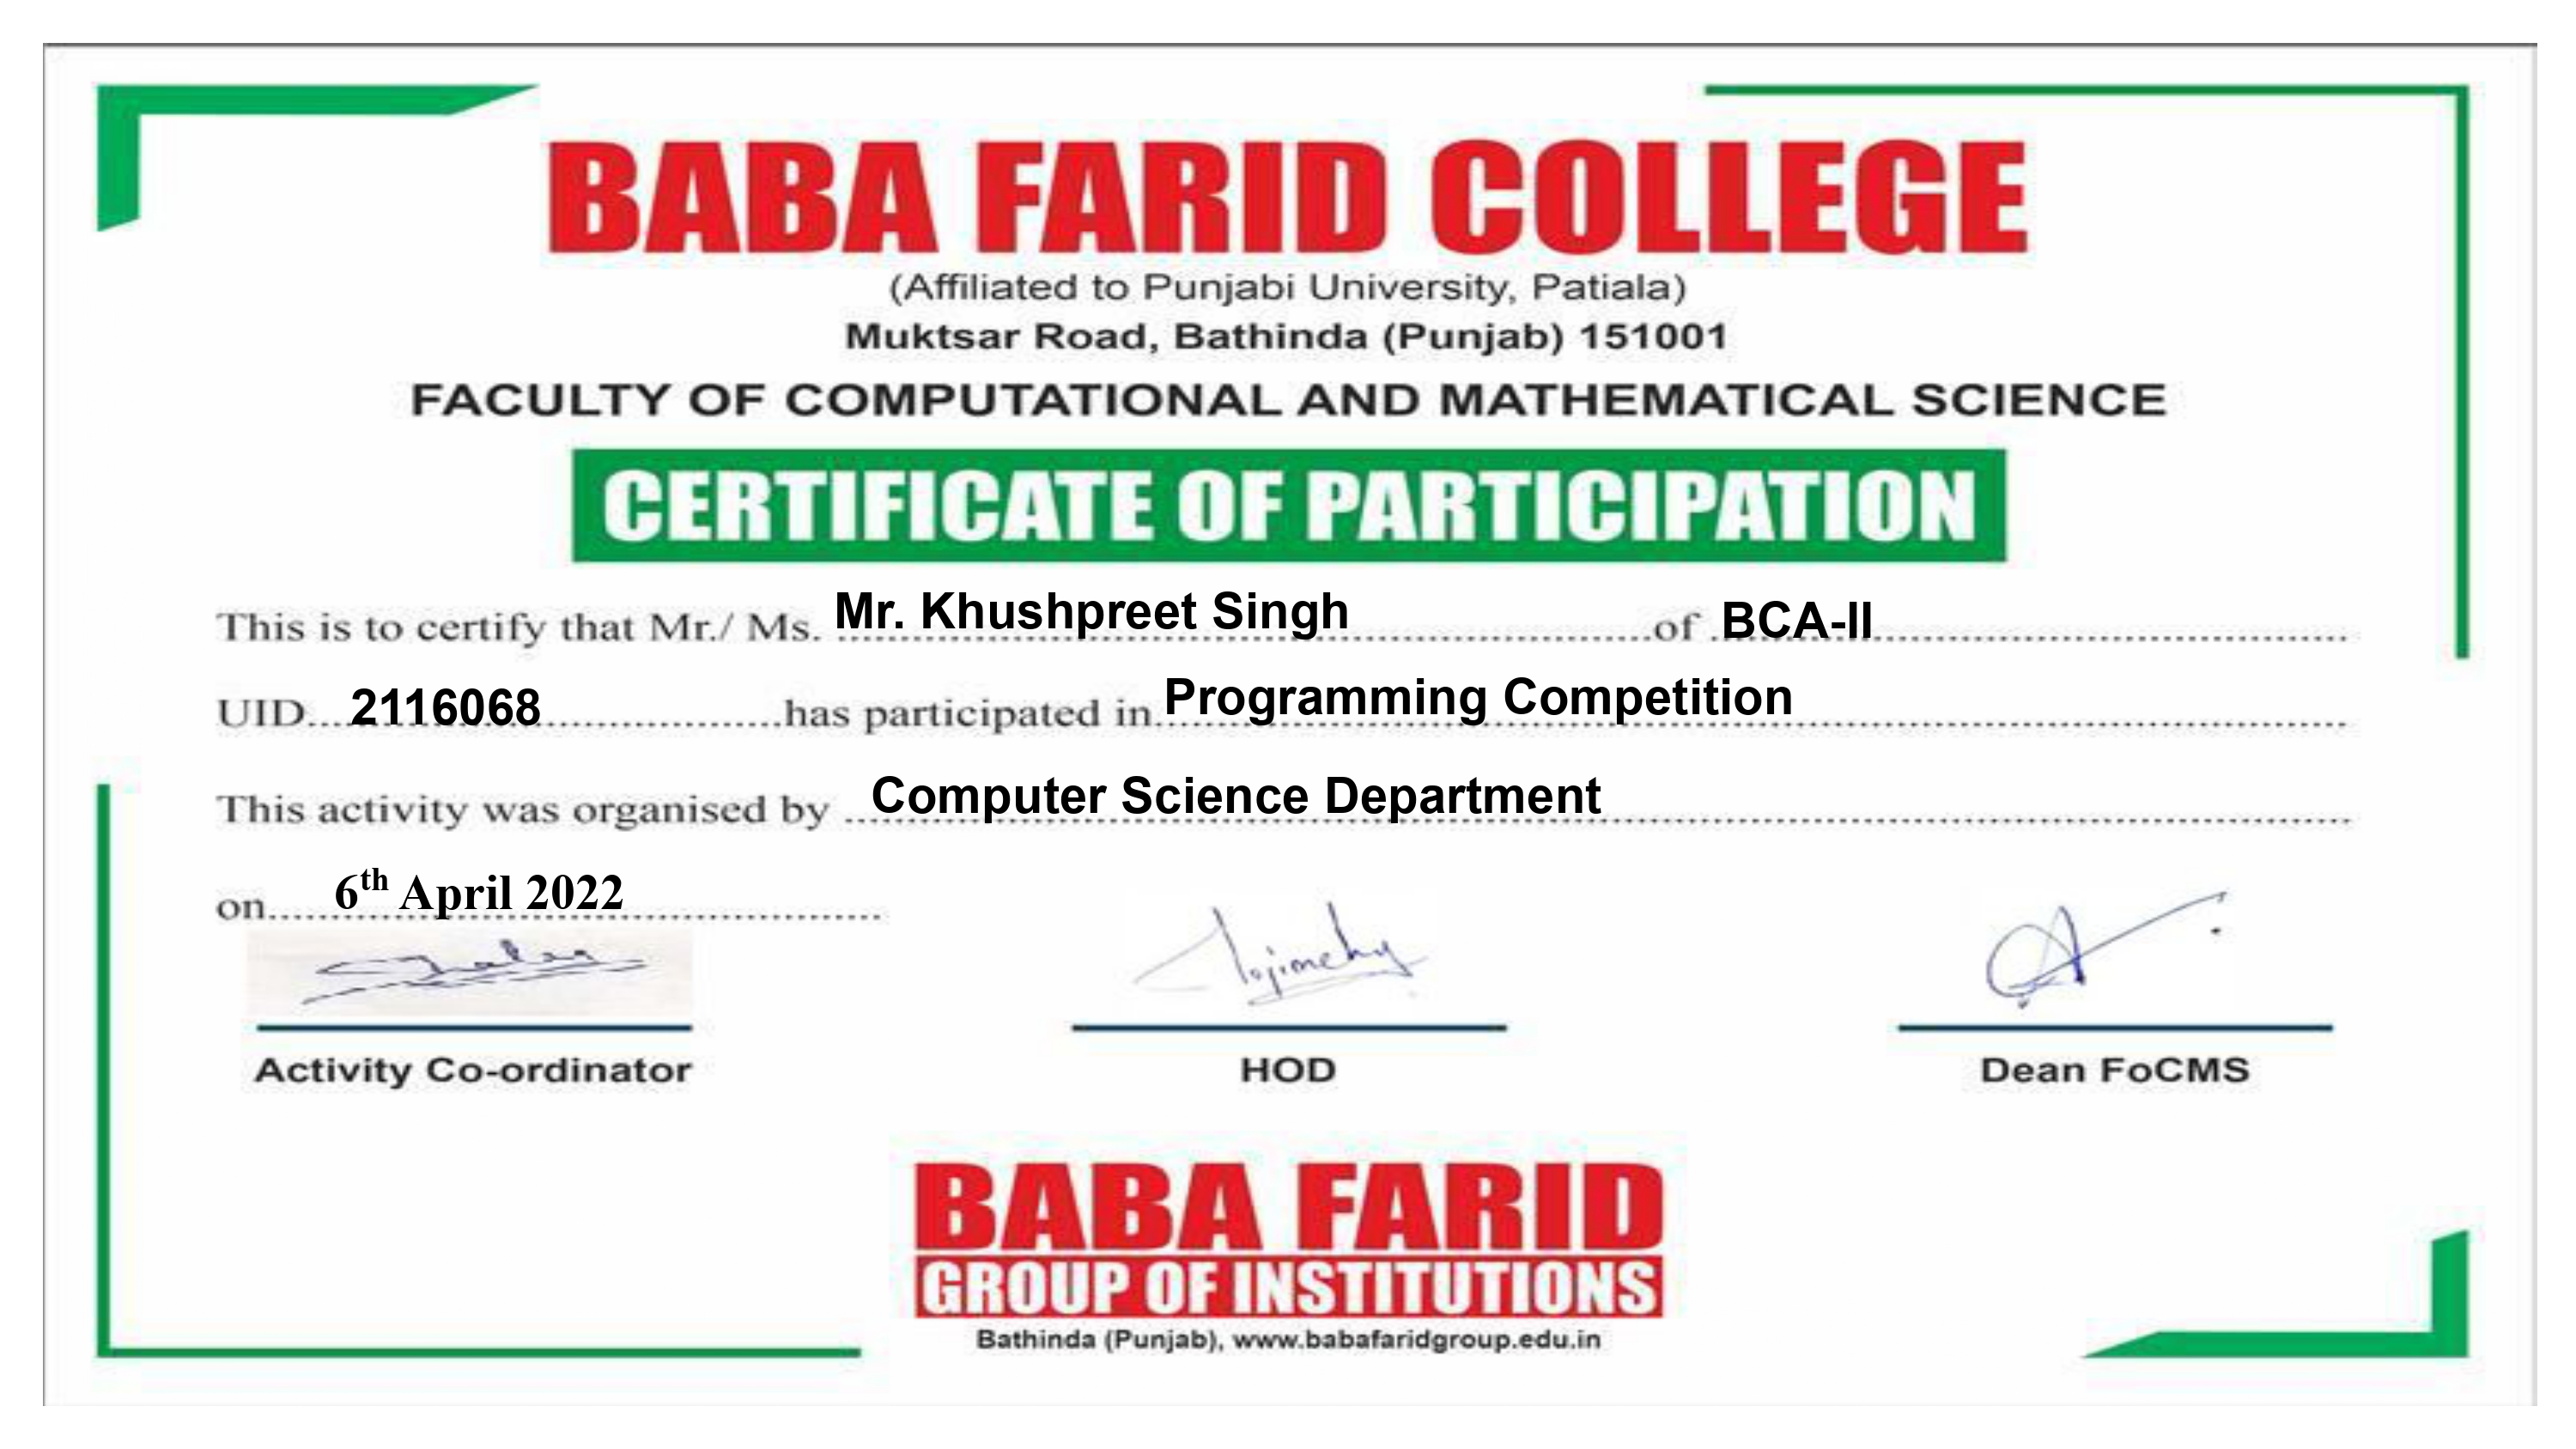 BABA FARID COLLEGE
(Affiliated to Punjabi University, Patiala)
Muktsar Road, Bathinda (Punjab) 151001
FACULTY OF COMPUTATIONAL AND MATHEMATICAL SCIENCE
CERTIFICATE OF PARTICIPATION
This is to certify that Mr./ Ms. Mr. Khushpreet Singh of BCA-II
UID 2116068 has participated in Programming Competition
This activity was organised by Computer Science Department
on 6th April 2022
Activity Co-ordinator HOD Dean FoCMS
BABA FARID
GROUP OF INSTITUTIONS
Bathinda (Punjab), www.babafaridgroup.edu.in